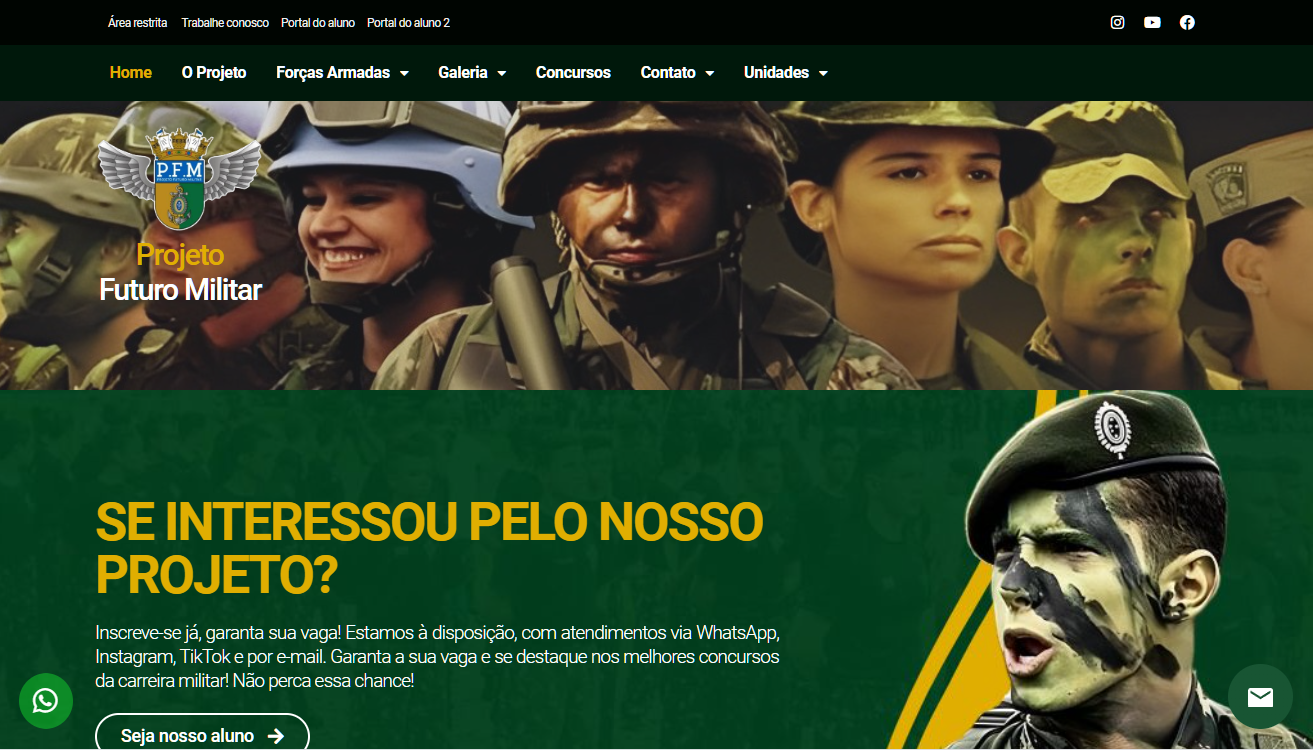 Área restrita Trabalhe conosco Portal do aluno Portal do aluno 2
Home O Projeto Forças Armadas Galeria Concursos Contato Unidades
P.F.M
Projeto
Futuro Militar
SE INTERESSOU PELO NOSSO
PROJETO?
Inscreve-se já, garanta sua vaga! Estamos à disposição, com atendimentos via WhatsApp,
Instagram, TikTok e por e-mail. Garanta a sua vaga e se destaque nos melhores concursos
da carreira militar! Não perca essa chance!
Seja nosso aluno